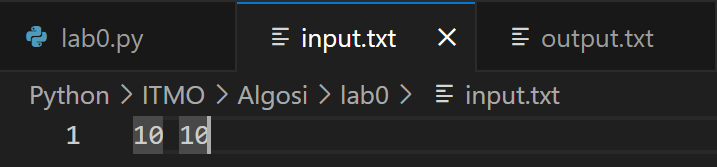 lab0.py input.txt output.txt
Python > ITMO > Algosi > lab0 > input.txt
1 10 10